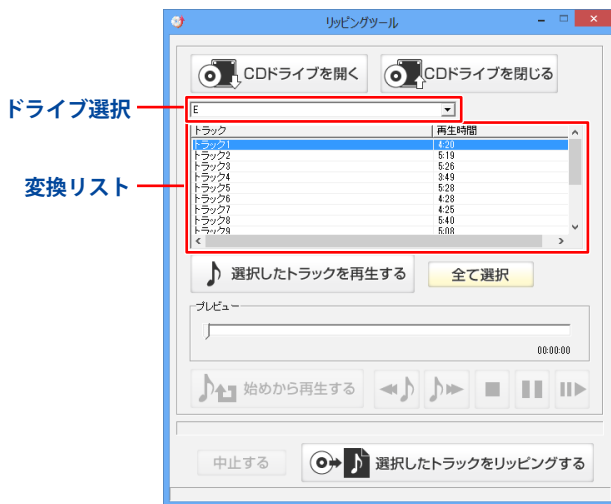 リッピングツール
CDドライブを開く
CDドライブを閉じる
ドライブ選択
E
変換リスト
トラック 再生時間
トラック1 4:20
トラック2 5:19
トラック3 5:26
トラック4 3:49
トラック5 5:28
トラック6 4:28
トラック7 4:25
トラック8 5:40
トラック9 5:08
選択したトラックを再生する
全て選択
プレビュー
00:00:00
始めから再生する
中止する
選択したトラックをリッピングする